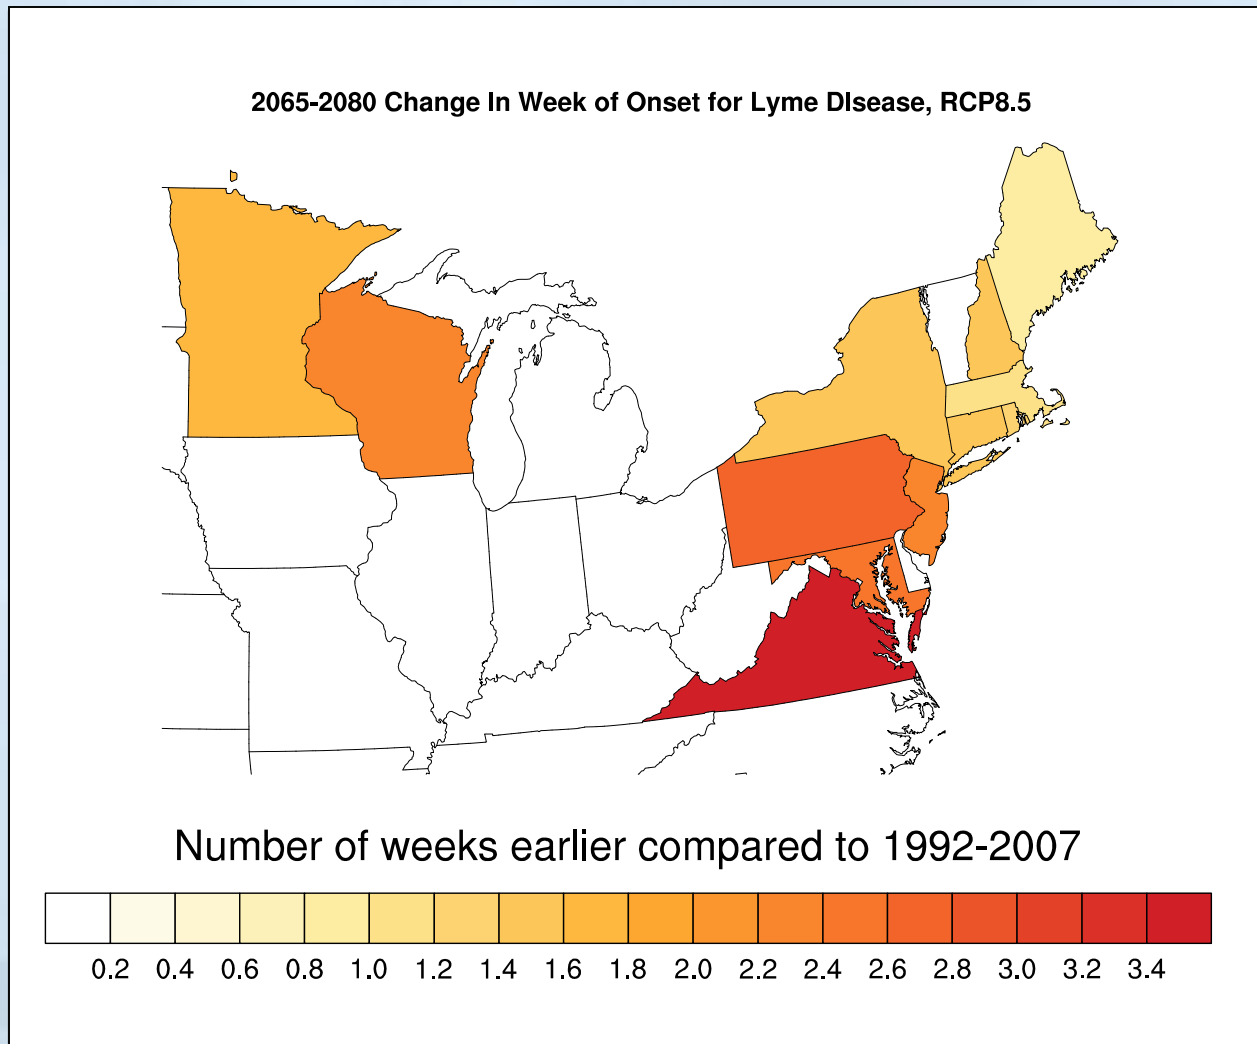 2065-2080 Change In Week of Onset for Lyme DIsease, RCP8.5
Number of weeks earlier compared to 1992-2007
0.2 0.4 0.6 0.8 1.0 1.2 1.4 1.6 1.8 2.0 2.2 2.4 2.6 2.8 3.0 3.2 3.4